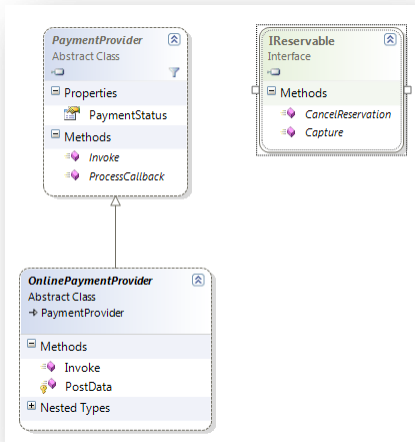 PaymentProvider
Abstract Class
Properties
PaymentStatus
Methods
Invoke
ProcessCallback
IReservable
Interface
Methods
CancelReservation
Capture
OnlinePaymentProvider
Abstract Class
PaymentProvider
Methods
Invoke
PostData
Nested Types